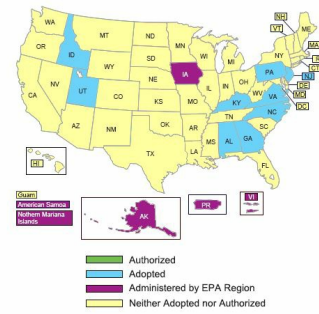 NH
VT
WA
MT
ND
ME
MN
OR
ID
SD
WI
NY
MA
WY
MI
CT
IA
PA
NJ
NE
NV
OH
DE
UT
IL
IN
MD
CO
WV
VA
DC
CA
KS
MO
KY
NC
TN
AZ
NM
OK
AR
SC
MS
AL
GA
TX
LA
HI
FL
Guam
American Samoa
Nothern Mariana
Islands
AK
PR
VI
Authorized
Adopted
Administered by EPA Region
Neither Adopted nor Authorized